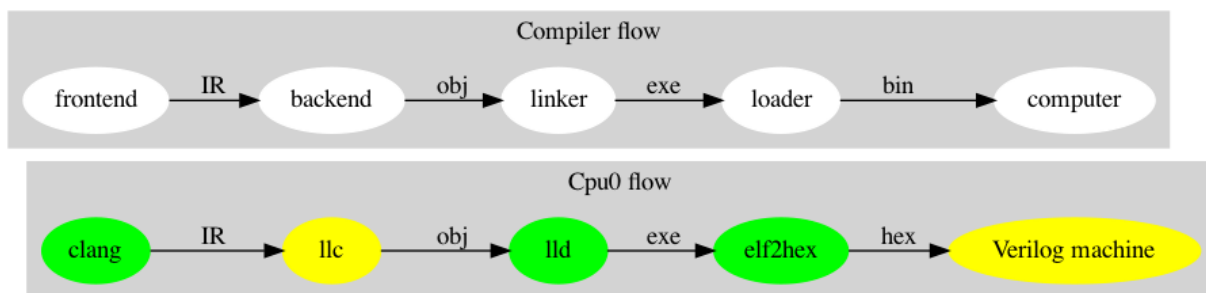 Compiler flow
frontend IR backend obj linker exe loader bin computer
Cpu0 flow
clang IR llc obj lld exe elf2hex hex Verilog machine